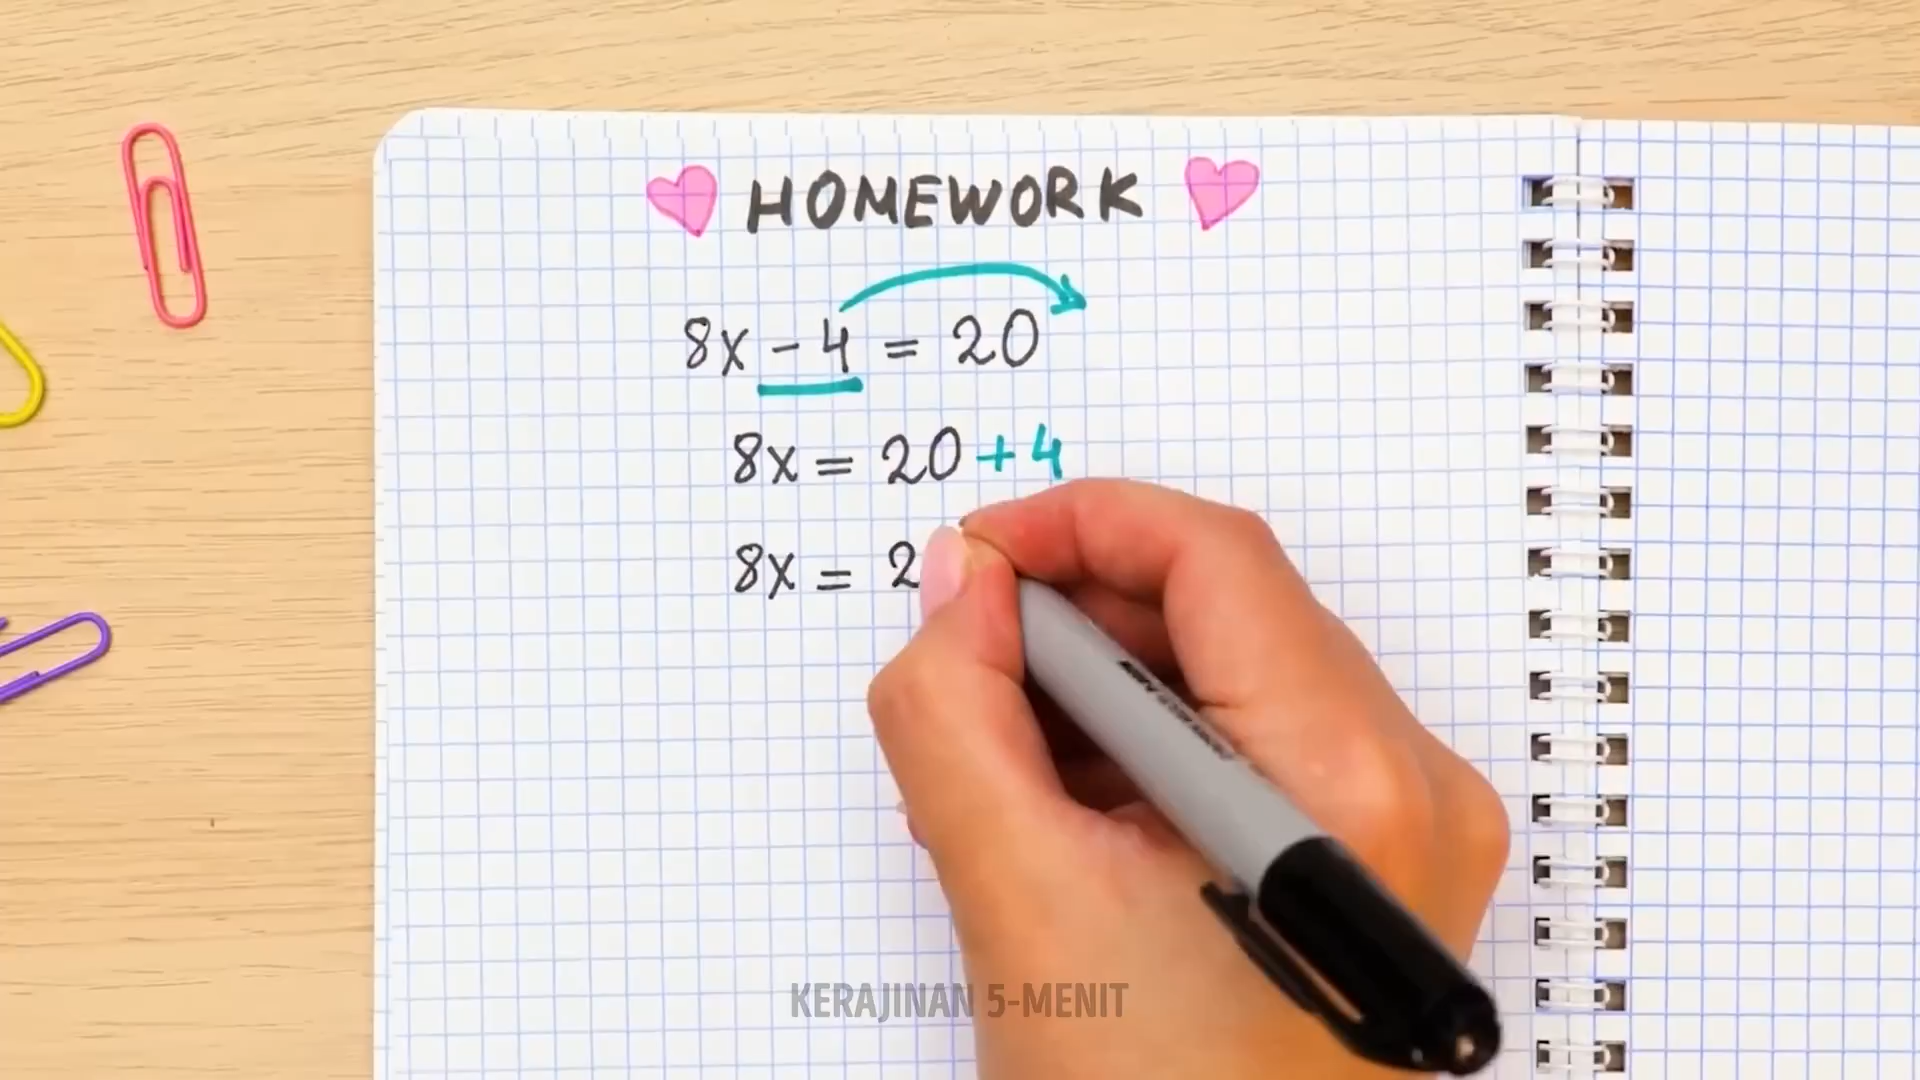 HOMEWORK
8x - 4 = 20
8x = 20 + 4
8x = 2
KERAJINAN 5-MENIT